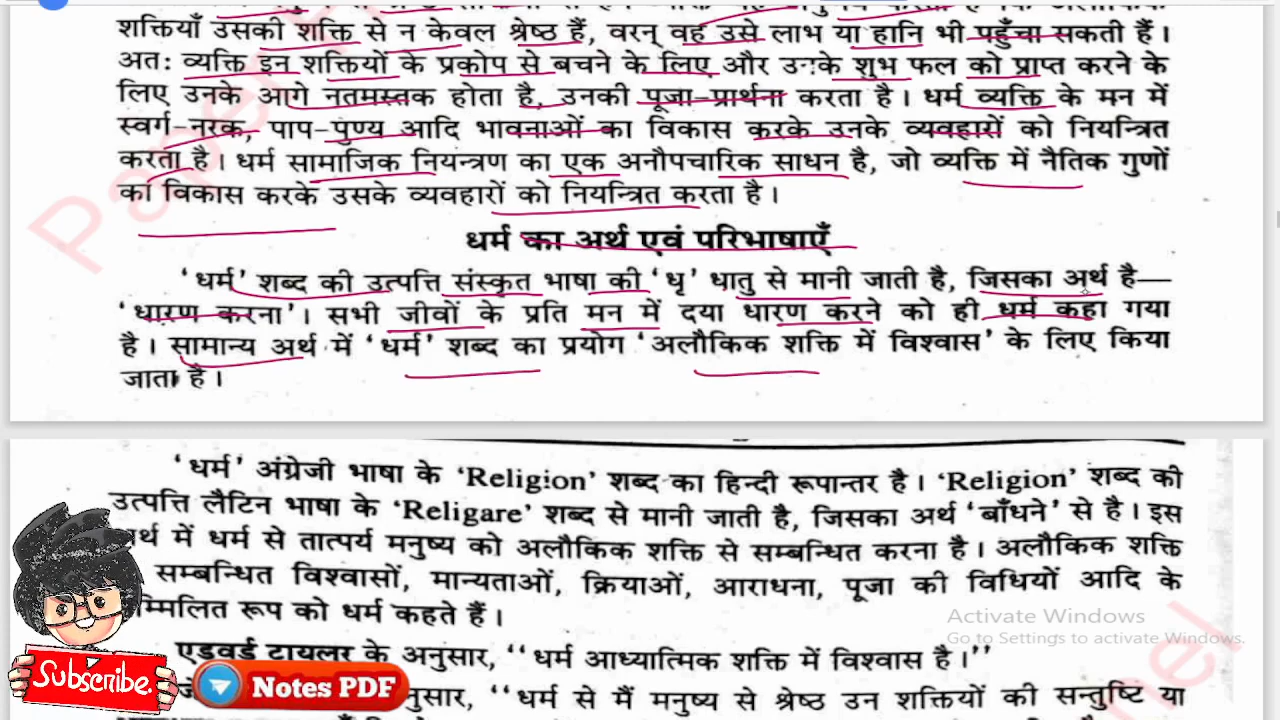 शक्तियाँ उसकी शक्ति से न केवल श्रेष्ठ हैं, वरन् वह उसे लाभ या हानि भी पहुँचा सकती हैं।
अतः व्यक्ति इन शक्तियों के प्रकोप से बचने के लिए और उनके शुभ फल को प्राप्त करने के
लिए उनके आगे नतमस्तक होता है, उनकी पूजा-प्रार्थना करता है। धर्म व्यक्ति के मन में
स्वर्ग-नरक, पाप-पुण्य आदि भावनाओं का विकास करके उनके व्यवहारों को नियन्त्रित
करता है। धर्म सामाजिक नियन्त्रण का एक अनौपचारिक साधन है, जो व्यक्ति में नैतिक गुणों
का विकास करके उसके व्यवहारों को नियन्त्रित करता है।
धर्म का अर्थ एवं परिभाषाएँ
'धर्म' शब्द की उत्पत्ति संस्कृत भाषा की 'धृ' धातु से मानी जाती है, जिसका अर्थ है—
'धारण करना'। सभी जीवों के प्रति मन में दया धारण करने को ही धर्म कहा गया
है। सामान्य अर्थ में 'धर्म' शब्द का प्रयोग 'अलौकिक शक्ति में विश्वास' के लिए किया
जाता है।
'धर्म' अंग्रेजी भाषा के 'Religion' शब्द का हिन्दी रूपान्तर है। 'Religion' शब्द की
उत्पत्ति लैटिन भाषा के 'Religare' शब्द से मानी जाती है, जिसका अर्थ 'बाँधने' से है। इस
में धर्म से तात्पर्य मनुष्य को अलौकिक शक्ति से सम्बन्धित करना है। अलौकिक शक्ति
सम्बन्धित विश्वासों, मान्यताओं, क्रियाओं, आराधना, पूजा की विधियों आदि के
रूप को धर्म कहते हैं।
एडवर्ड टायलर के अनुसार, "धर्म आध्यात्मिक शक्ति में विश्वास है।"
"धर्म से मैं मनुष्य से श्रेष्ठ उन शक्तियों की सन्तुष्टि या
Activate Windows
Go to Settings to activate Windows.
Subscribe.
Notes PDF